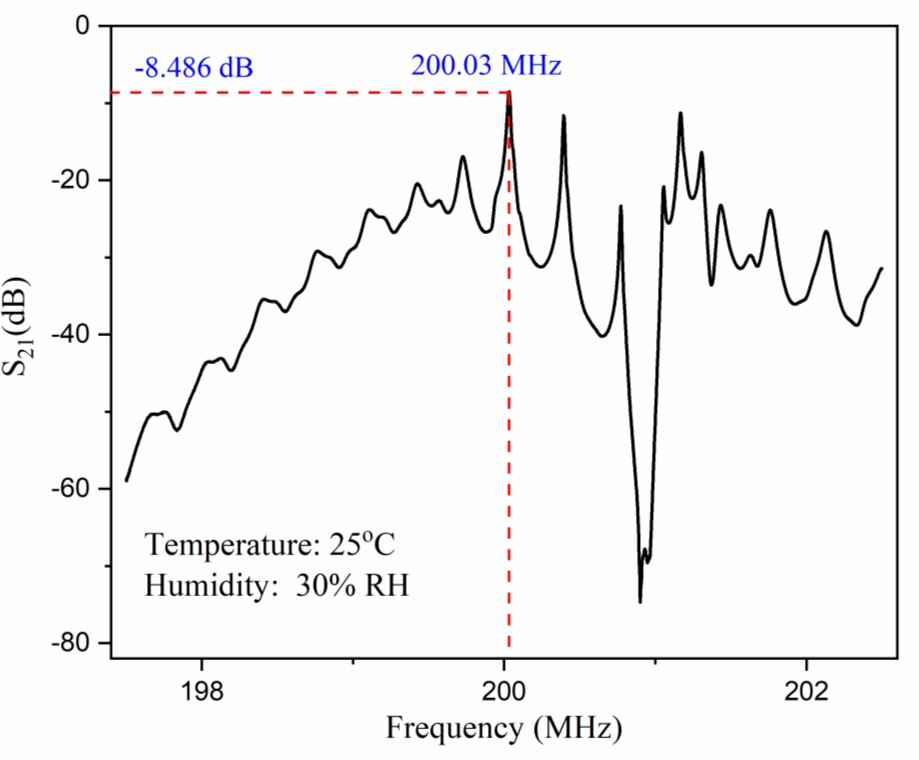 0
-8.486 dB
200.03 MHz
-20
S21(dB)
-40
-60
Temperature: 25°C
Humidity: 30% RH
-80
198
200
202
Frequency (MHz)